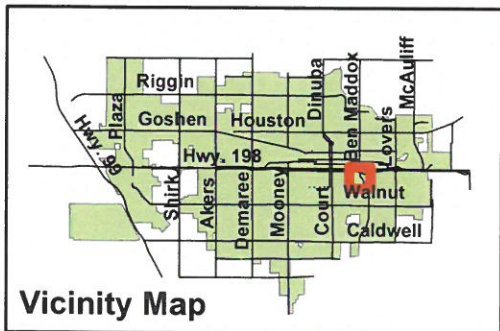 Riggin
Goshen
Houston
Hwy. 198
Walnut
Caldwell
Hwy. 99
Plaza
Shirk
Akers
Demaree
Mooney
Court
Dinuba
Ben Maddox
Lovers
McAuliff
Vicinity Map